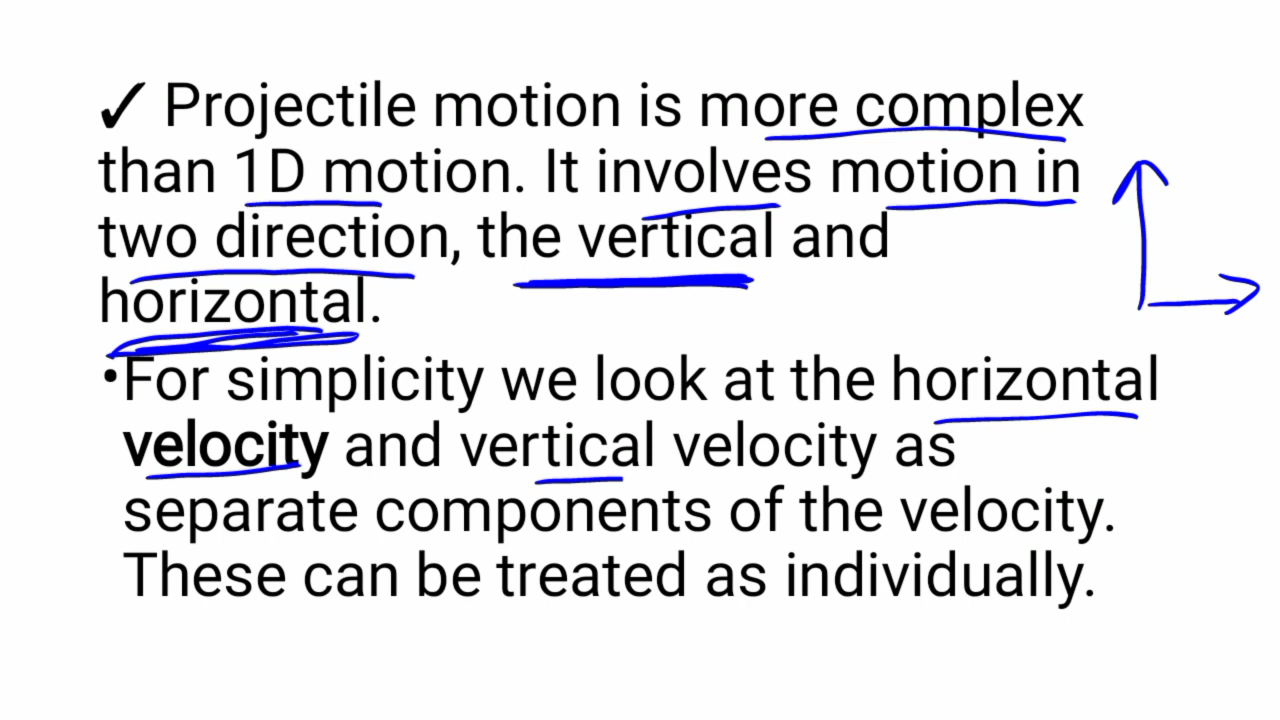 ✓ Projectile motion is more complex
than 1D motion. It involves motion in
two direction, the vertical and
horizontal.
•For simplicity we look at the horizontal
velocity and vertical velocity as
separate components of the velocity.
These can be treated as individually.